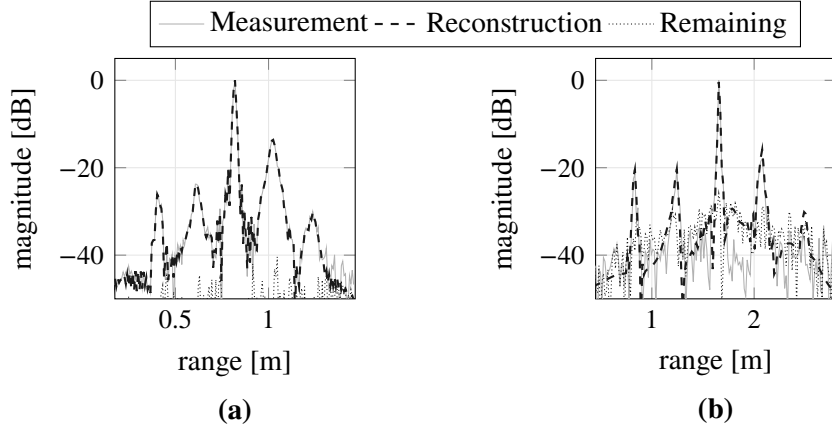 Measurement Reconstruction Remaining
0
−20
−40
magnitude [dB]
0.5 1
range [m]
(a)
0
−20
−40
magnitude [dB]
1 2
range [m]
(b)